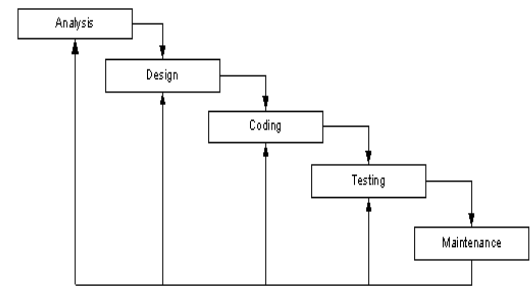 Analysis
Design
Coding
Testing
Maintenance